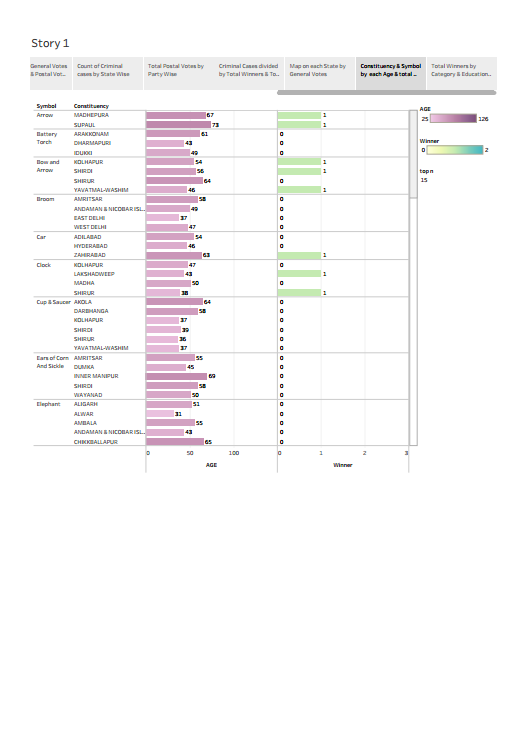 Story 1
General Votes & Postal Vot...
Count of Criminal cases by State Wise
Total Postal Votes by Party Wise
Criminal Cases divided by Total Winners & To..
Map on each State by General Votes
Constituency & Symbol by each Age & total ..
Total Winners by Category & Education..
Symbol Constituency
Arrow MADHEPURA 67 1
SUPAUL 73 1
Battery Torch ARAKKONAM 61 0
DHARMAPURI 43 0
IDUKKI 49 0
Bow and Arrow KOLHAPUR 54 1
SHIRDI 56 1
SHIRUR 64 0
YAVATMAL-WASHIM 46 1
Broom AMRITSAR 58 0
ANDAMAN & NICOBAR ISL.. 49 0
EAST DELHI 37 0
WEST DELHI 47 0
Car ADILABAD 54 0
HYDERABAD 46 0
ZAHIRABAD 63 1
Clock KOLHAPUR 47 0
LAKSHADWEEP 43 1
MADHA 50 0
SHIRUR 38 1
Cup & Saucer AKOLA 64 0
DARBHANGA 58 0
KOLHAPUR 37 0
SHIRDI 39 0
SHIRUR 36 0
YAVATMAL-WASHIM 37 0
Ears of Corn And Sickle AMRITSAR 55 0
DUMKA 45 0
INNER MANIPUR 69 0
SHIRDI 58 0
WAYANAD 50 0
Elephant ALIGARH 51 0
ALWAR 31 0
AMBALA 55 0
ANDAMAN & NICOBAR ISL.. 43 0
CHIKKBALLAPUR 65 0
0 50 100 0 1 2 3
AGE Winner
AGE
25 126
Winner
0 2
top n
15